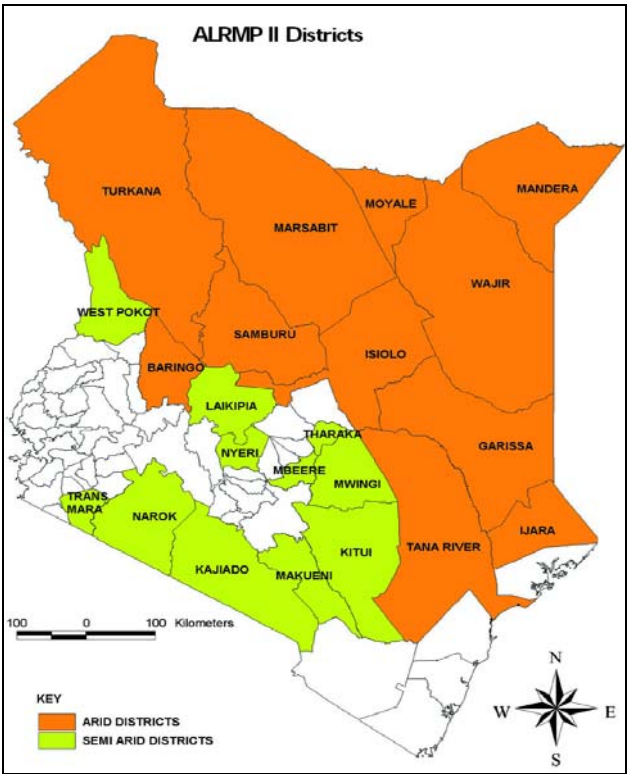 ALRMP II Districts
TURKANA
MARSABIT
MOYALE
MANDERA
WAJIR
WEST POKOT
SAMBURU
ISIOLO
BARINGO
LAIKIPIA
THARAKA
GARISSA
NYERI
MBEERE
MWINGI
TRANS
MARA
NAROK
IJARA
KITUI
TANA RIVER
KAJIADO
MAKUENI
100 0 100 Kilometers
N
W E
S
KEY
ARID DISTRICTS
SEMI ARID DISTRICTS